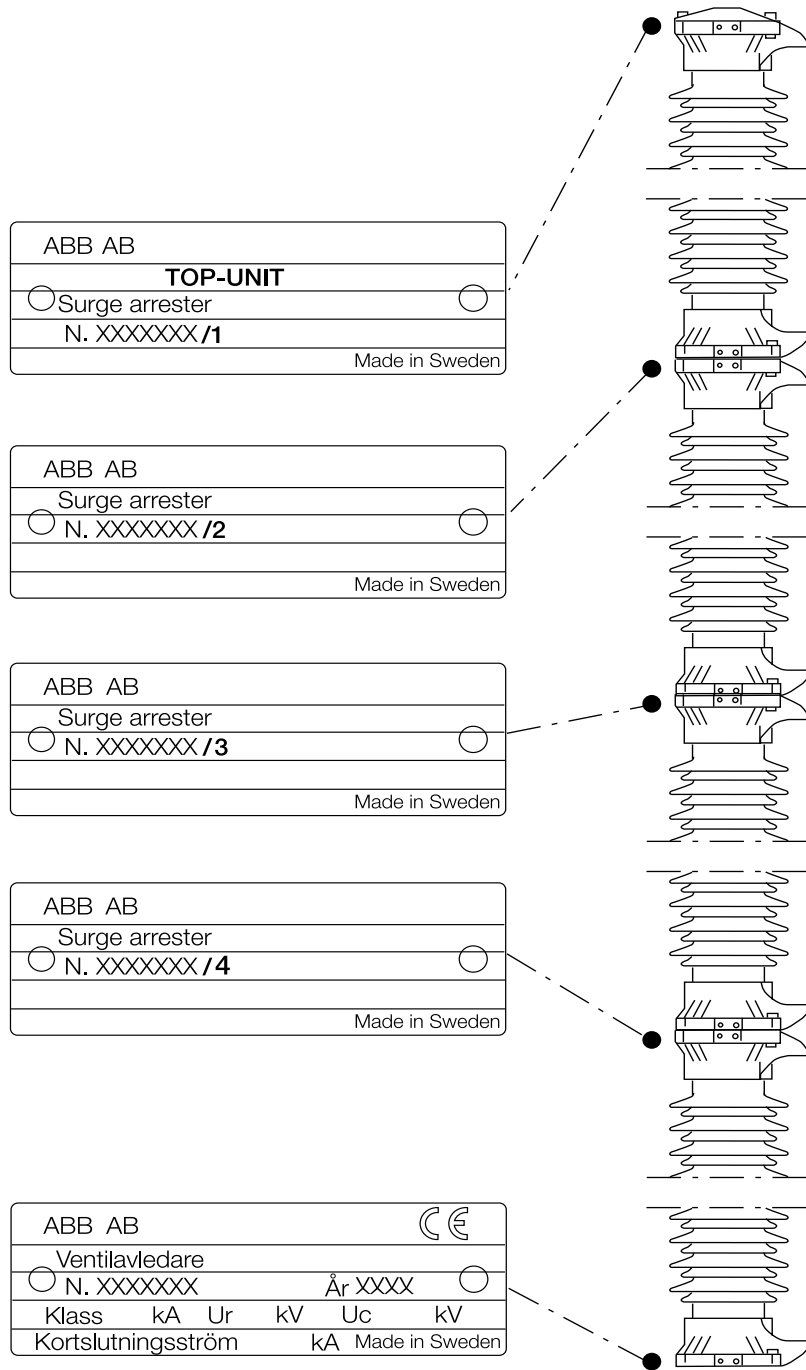 ABB AB
TOP-UNIT
Surge arrester
N. XXXXXXX /1
Made in Sweden
ABB AB
Surge arrester
N. XXXXXXX /2
Made in Sweden
ABB AB
Surge arrester
N. XXXXXXX /3
Made in Sweden
ABB AB
Surge arrester
N. XXXXXXX /4
Made in Sweden
ABB AB CE
Ventilavledare
N. XXXXXXX År XXXX
Klass kA Ur kV Uc kV
Kortslutningsström kA Made in Sweden